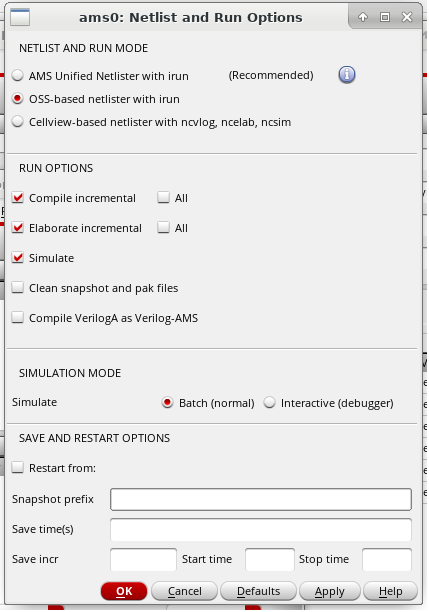 ams0: Netlist and Run Options
NETLIST AND RUN MODE
AMS Unified Netlister with irun (Recommended)
OSS-based netlister with irun
Cellview-based netlister with ncvlog, ncelab, ncsim
RUN OPTIONS
Compile incremental All
Elaborate incremental All
Simulate
Clean snapshot and pak files
Compile VerilogA as Verilog-AMS
SIMULATION MODE
Simulate Batch (normal) Interactive (debugger)
SAVE AND RESTART OPTIONS
Restart from:
Snapshot prefix
Save time(s)
Save incr Start time Stop time
OK Cancel Defaults Apply Help